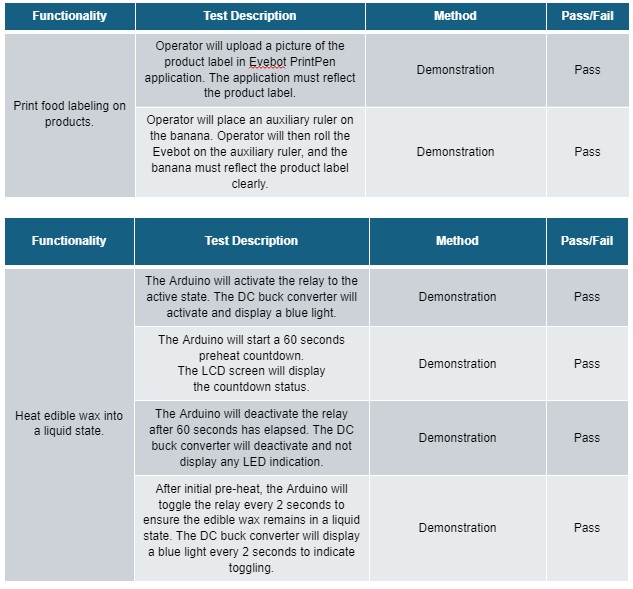 Functionality Test Description Method Pass/Fail
Print food labeling on
products.
Operator will upload a picture of the
product label in Evebot PrintPen
application. The application must reflect
the product label.
Demonstration
Pass
Operator will place an auxiliary ruler on
the banana. Operator will then roll the
Evebot on the auxiliary ruler, and the
banana must reflect the product label
clearly.
Demonstration
Pass
Functionality Test Description Method Pass/Fail
Heat edible wax into
a liquid state.
The Arduino will activate the relay to the
active state. The DC buck converter will
activate and display a blue light.
Demonstration
Pass
The Arduino will start a 60 seconds
preheat countdown.
The LCD screen will display
the countdown status.
Demonstration
Pass
The Arduino will deactivate the relay
after 60 seconds has elapsed. The DC
buck converter will deactivate and not
display any LED indication.
Demonstration
Pass
After initial pre-heat, the Arduino will
toggle the relay every 2 seconds to
ensure the edible wax remains in a liquid
state. The DC buck converter will display
a blue light every 2 seconds to indicate
toggling.
Demonstration
Pass